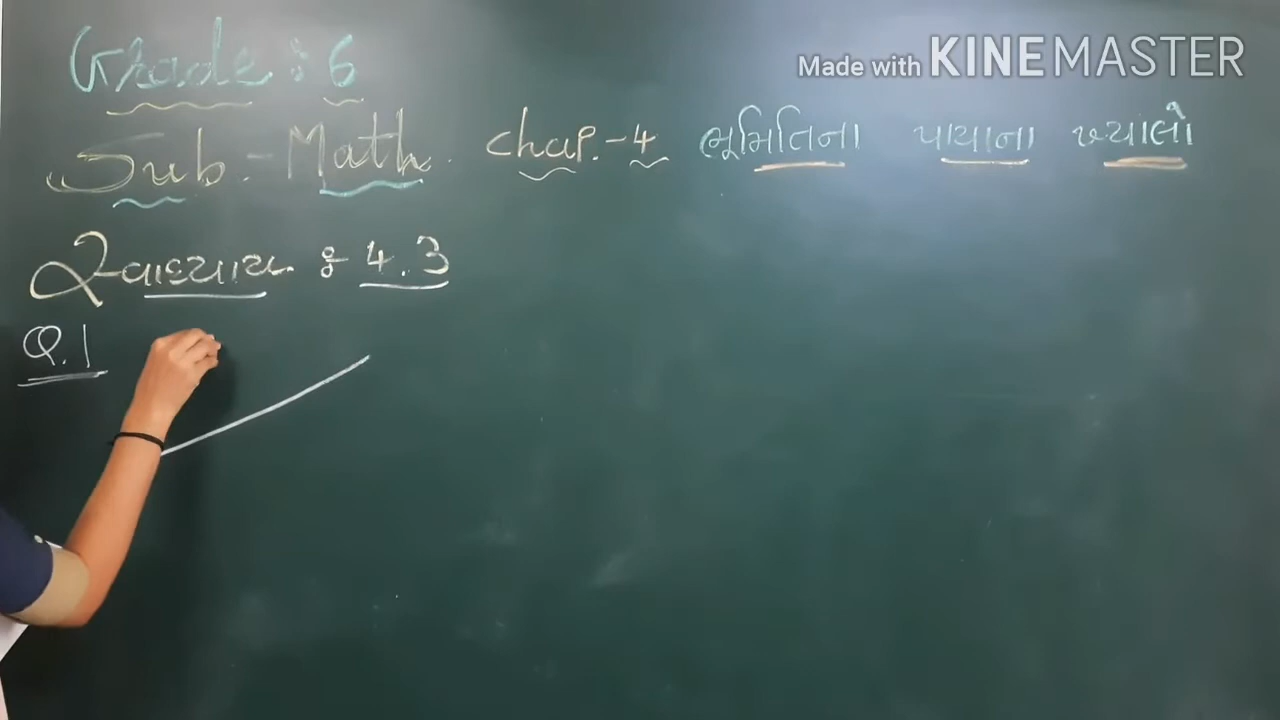 Made with KINEMASTER
Grade : 6
Sub. - Math. Chap. - 4 ભૂમિતિના પાયાના ખ્યાલો
સ્વાધ્યાય : 4.3
Q.1